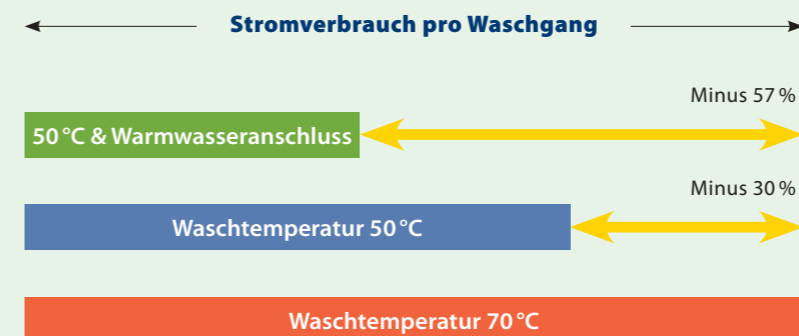 Stromverbrauch pro Waschgang
Minus 57 %
50 °C & Warmwasseranschluss
Minus 30 %
Waschtemperatur 50 °C
Waschtemperatur 70 °C